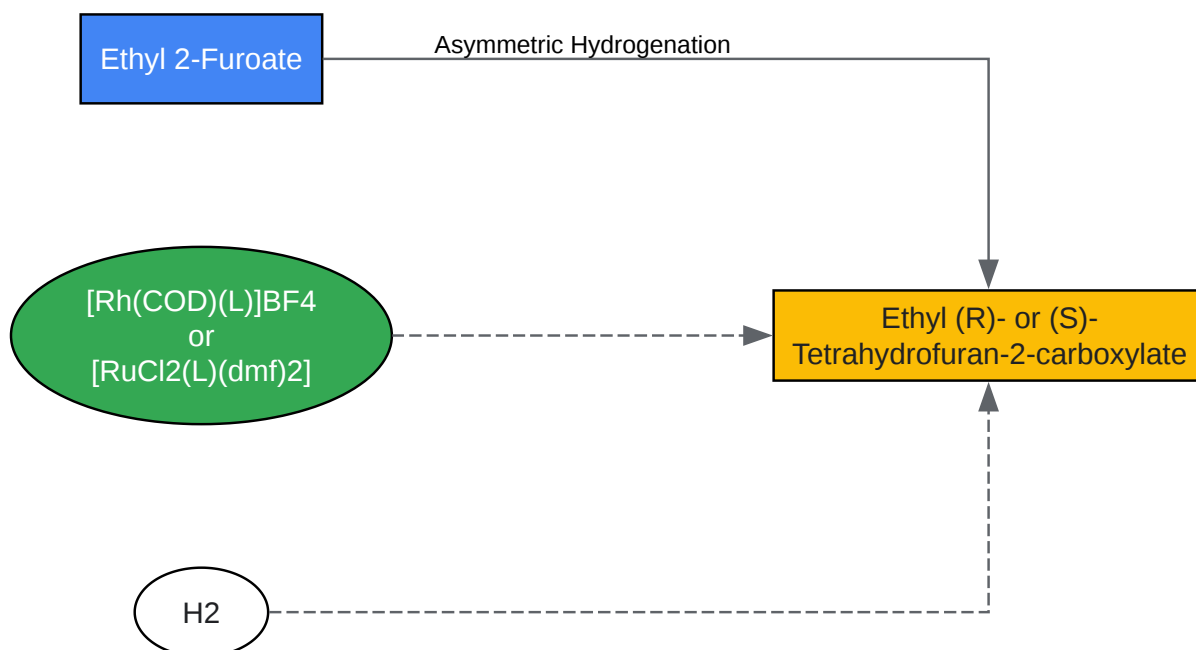 Ethyl 2-Furoate
Asymmetric Hydrogenation
[Rh(COD)(L)]BF4
or
[RuCl2(L)(dmf)2]
Ethyl (R)- or (S)-
Tetrahydrofuran-2-carboxylate
H2